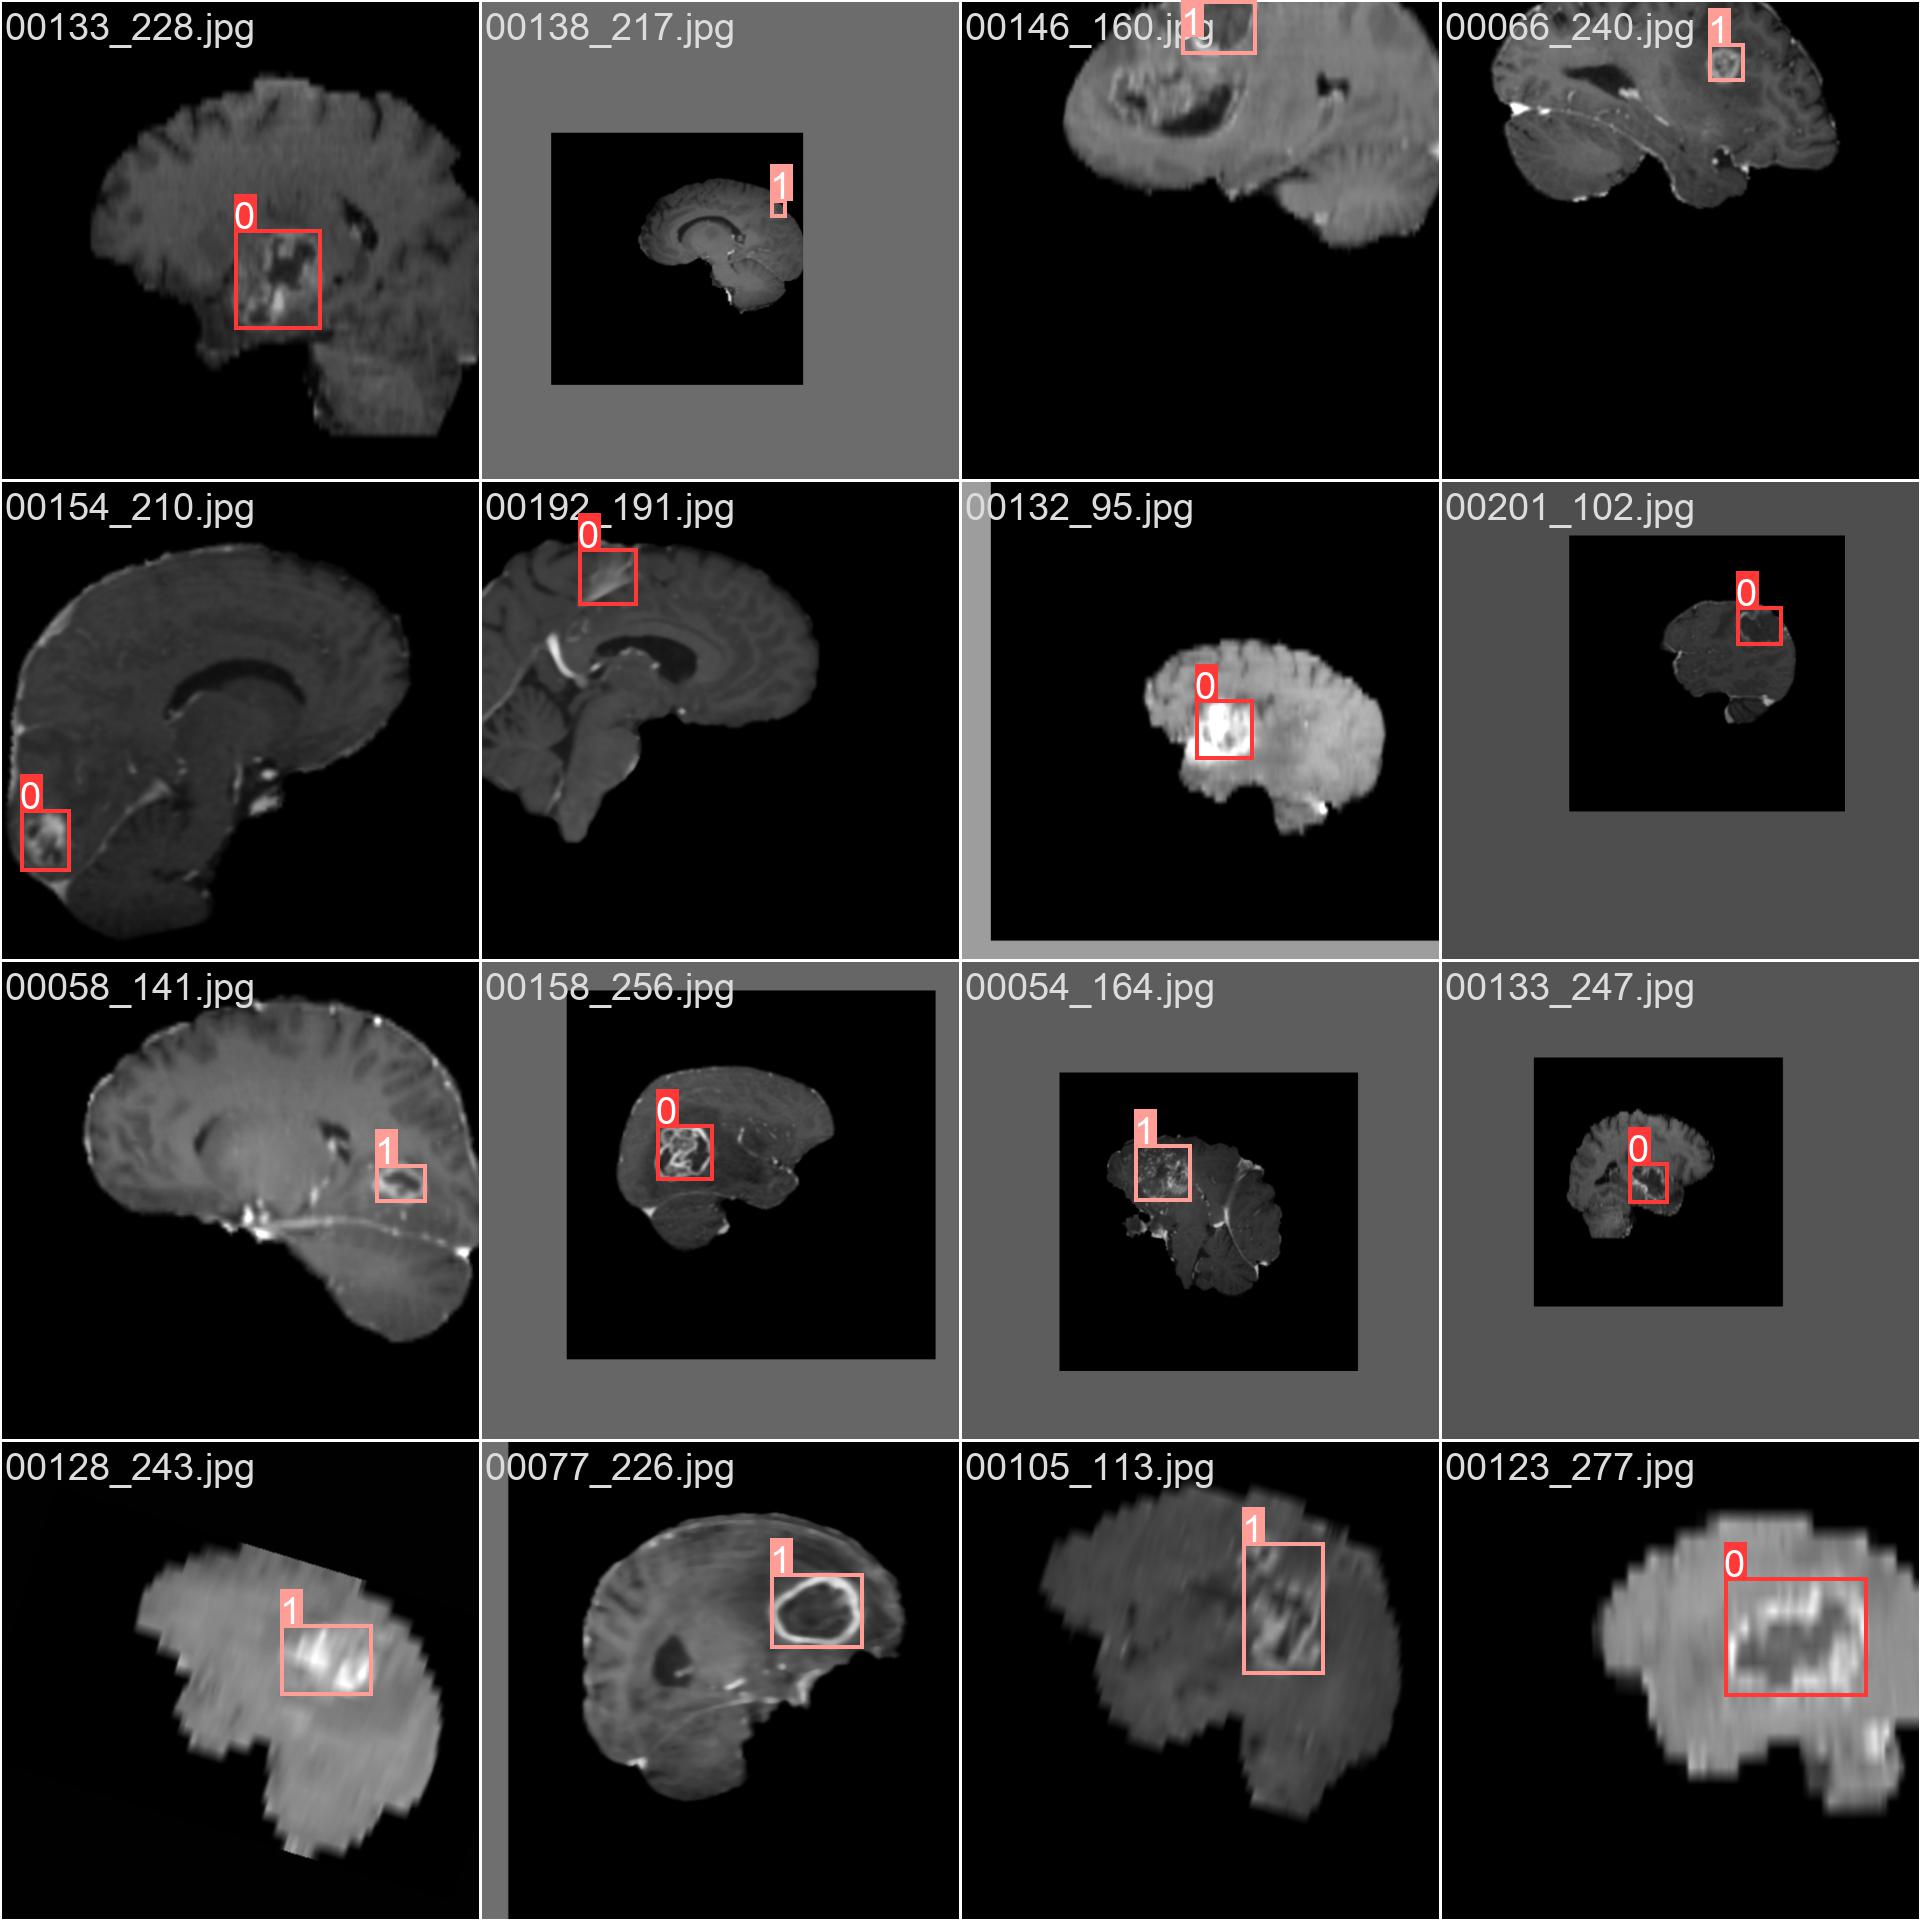 00133_228.jpg
0
00138_217.jpg
1
00146_160.jpg
1
00066_240.jpg
1
00154_210.jpg
0
00192_191.jpg
0
00132_95.jpg
0
00201_102.jpg
0
00058_141.jpg
1
00158_256.jpg
0
00054_164.jpg
1
00133_247.jpg
0
00128_243.jpg
1
00077_226.jpg
1
00105_113.jpg
1
00123_277.jpg
0